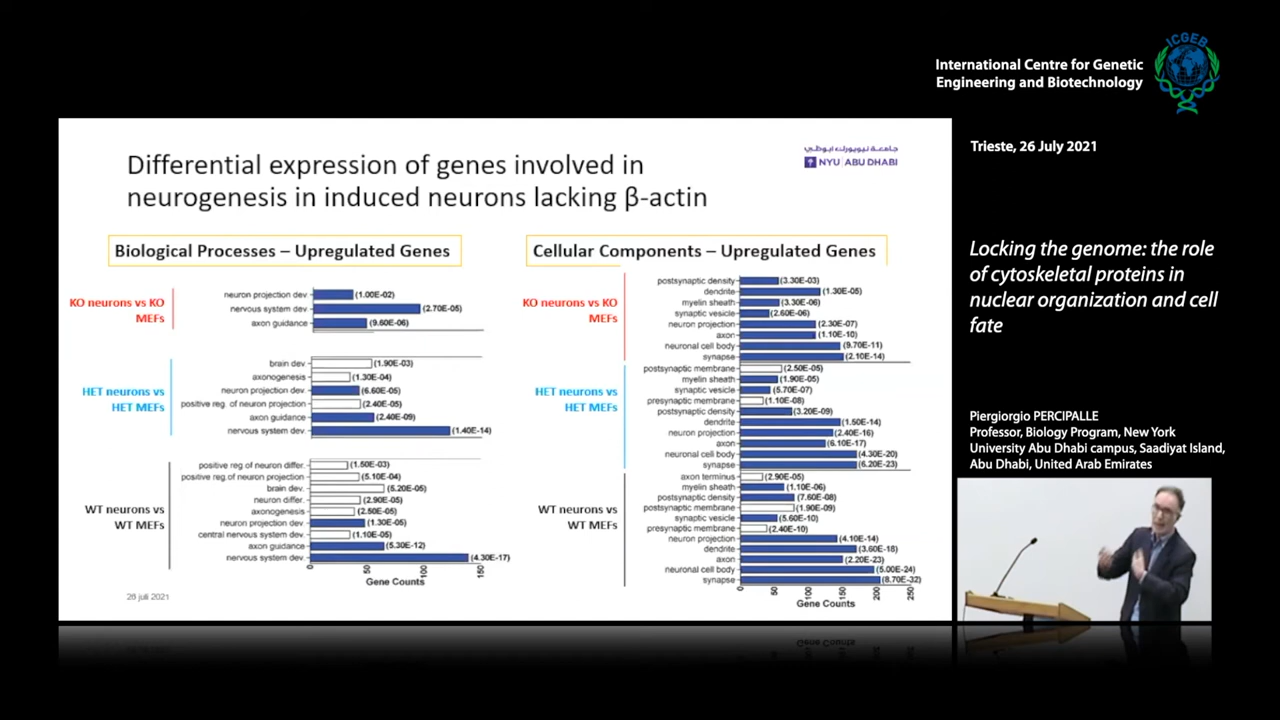 ICGEB
International Centre for Genetic
Engineering and Biotechnology
Trieste, 26 July 2021
Locking the genome: the role
of cytoskeletal proteins in
nuclear organization and cell
fate
Piergiorgio PERCIPALLE
Professor, Biology Program, New York
University Abu Dhabi campus, Saadiyat Island,
Abu Dhabi, United Arab Emirates
جامعة نيويورك أبوظبي
NYU ABU DHABI
Differential expression of genes involved in
neurogenesis in induced neurons lacking β-actin
Biological Processes – Upregulated Genes
KO neurons vs KO
MEFs
neuron projection dev (1.00E-02)
nervous system dev. (2.70E-05)
axon guidance (9.60E-06)
HET neurons vs
HET MEFs
brain dev. (1.90E-03)
axonogenesis (1.30E-04)
neuron projection dev. (6.60E-05)
positive reg. of neuron projection (2.40E-05)
axon guidance (2.40E-09)
nervous system dev. (1.40E-14)
WT neurons vs
WT MEFs
positive reg of neuron differ. (1.50E-03)
positive reg.of neuron projection (5.10E-04)
brain dev. (5.20E-05)
neuron differ. (2.90E-05)
axonogenesis (2.50E-05)
neuron projection dev. (1.30E-05)
central nervous system dev. (1.10E-05)
axon guidance (5.30E-12)
nervous system dev. (4.30E-17)
0 50 100 150
Gene Counts
Cellular Components – Upregulated Genes
KO neurons vs KO
MEFs
postsynaptic density (3.30E-03)
dendrite (1.30E-05)
myelin sheath (3.30E-06)
synaptic vesicle (2.60E-06)
neuron projection (2.30E-07)
axon (1.10E-10)
neuronal cell body (9.70E-11)
synapse (2.10E-14)
HET neurons vs
HET MEFs
postsynaptic membrane (2.50E-05)
myelin sheath (1.90E-05)
synaptic vesicle (5.70E-07)
presynaptic membrane (1.10E-08)
postsynaptic density (3.20E-09)
dendrite (1.50E-14)
neuron projection (2.40E-16)
axon (6.10E-17)
neuronal cell body (4.30E-20)
synapse (6.20E-23)
WT neurons vs
WT MEFs
axon terminus (2.90E-05)
myelin sheath (1.10E-06)
postsynaptic density (7.60E-08)
postsynaptic membrane (1.90E-09)
synaptic vesicle (5.60E-10)
presynaptic membrane (2.40E-10)
neuron projection (4.10E-14)
dendrite (3.60E-18)
axon (2.20E-23)
neuronal cell body (5.00E-24)
synapse (8.70E-32)
0 50 100 150 200 250
Gene Counts
26 juli 2021